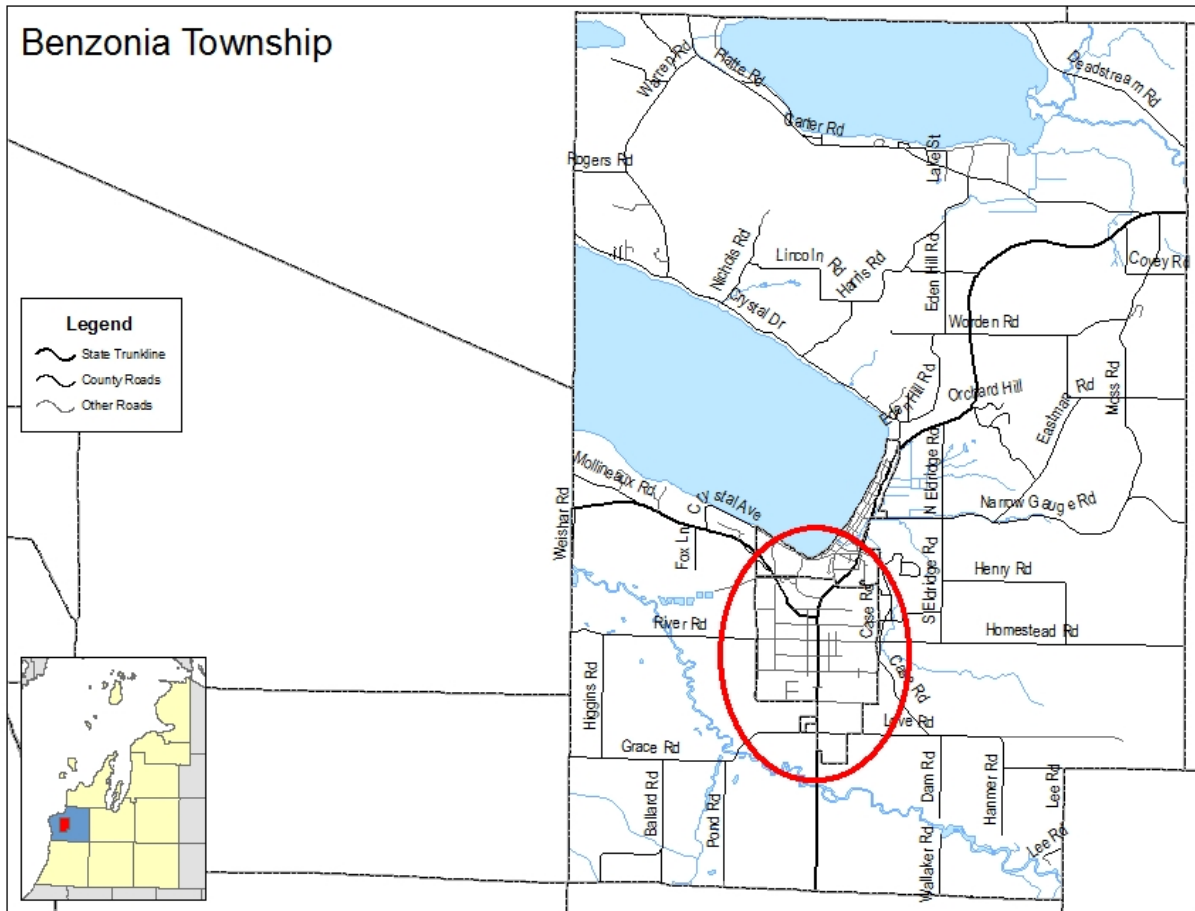 Benzonia Township
Legend
State Trunkline
County Roads
Other Roads
Warren Rd
Platte Rd
Deadstream Rd
Carter Rd
Lake St
Rogers Rd
Nichols Rd
Lincoln Rd
Harris Rd
Eden Hill Rd
Covey Rd
Crystal Dr
Worden Rd
S
Eden Hill Rd
Orchard Hill
Eastman Rd
Moss Rd
Mollineaux Rd
Crystal Ave
N Eldridge Rd
Narrow Gauge Rd
Weishar Rd
Fox Ln
S Eldridge Rd
Henry Rd
Case Rd
River Rd
Homestead Rd
Case Rd
Higgins Rd
Love Rd
Grace Rd
Ballard Rd
Pond Rd
Dam Rd
Hanmer Rd
Lee Rd
Lee Rd
Wallaker Rd